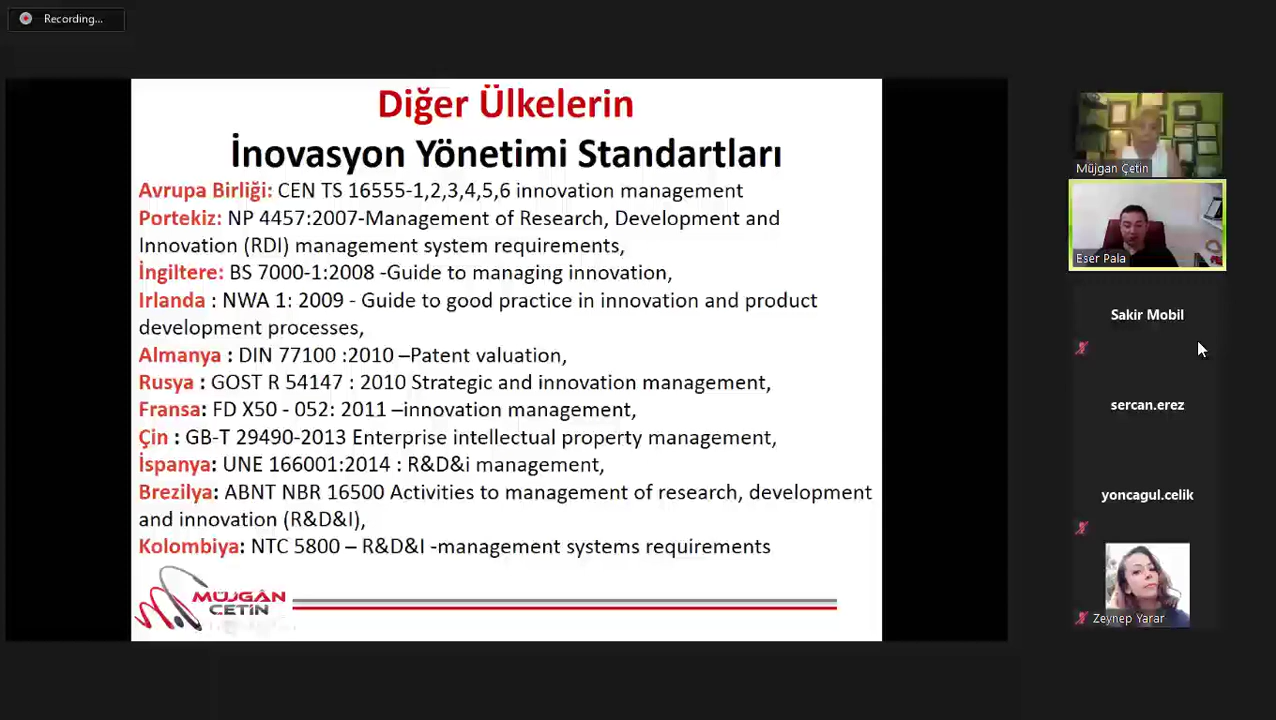 Recording...
Diğer Ülkelerin
İnovasyon Yönetimi Standartları
Avrupa Birliği: CEN TS 16555-1,2,3,4,5,6 innovation management
Portekiz: NP 4457:2007-Management of Research, Development and
Innovation (RDI) management system requirements,
İngiltere: BS 7000-1:2008 -Guide to managing innovation,
Irlanda : NWA 1: 2009 - Guide to good practice in innovation and product
development processes,
Almanya : DIN 77100 :2010 –Patent valuation,
Rusya : GOST R 54147 : 2010 Strategic and innovation management,
Fransa: FD X50 - 052: 2011 –innovation management,
Çin : GB-T 29490-2013 Enterprise intellectual property management,
İspanya: UNE 166001:2014 : R&D&i management,
Brezilya: ABNT NBR 16500 Activities to management of research, development
and innovation (R&D&I),
Kolombiya: NTC 5800 – R&D&I -management systems requirements
MÜJGÂN
ÇETİN
Müjgan Çetin
Eser Pala
Sakir Mobil
sercan.erez
yoncagul.celik
Zeynep Yarar